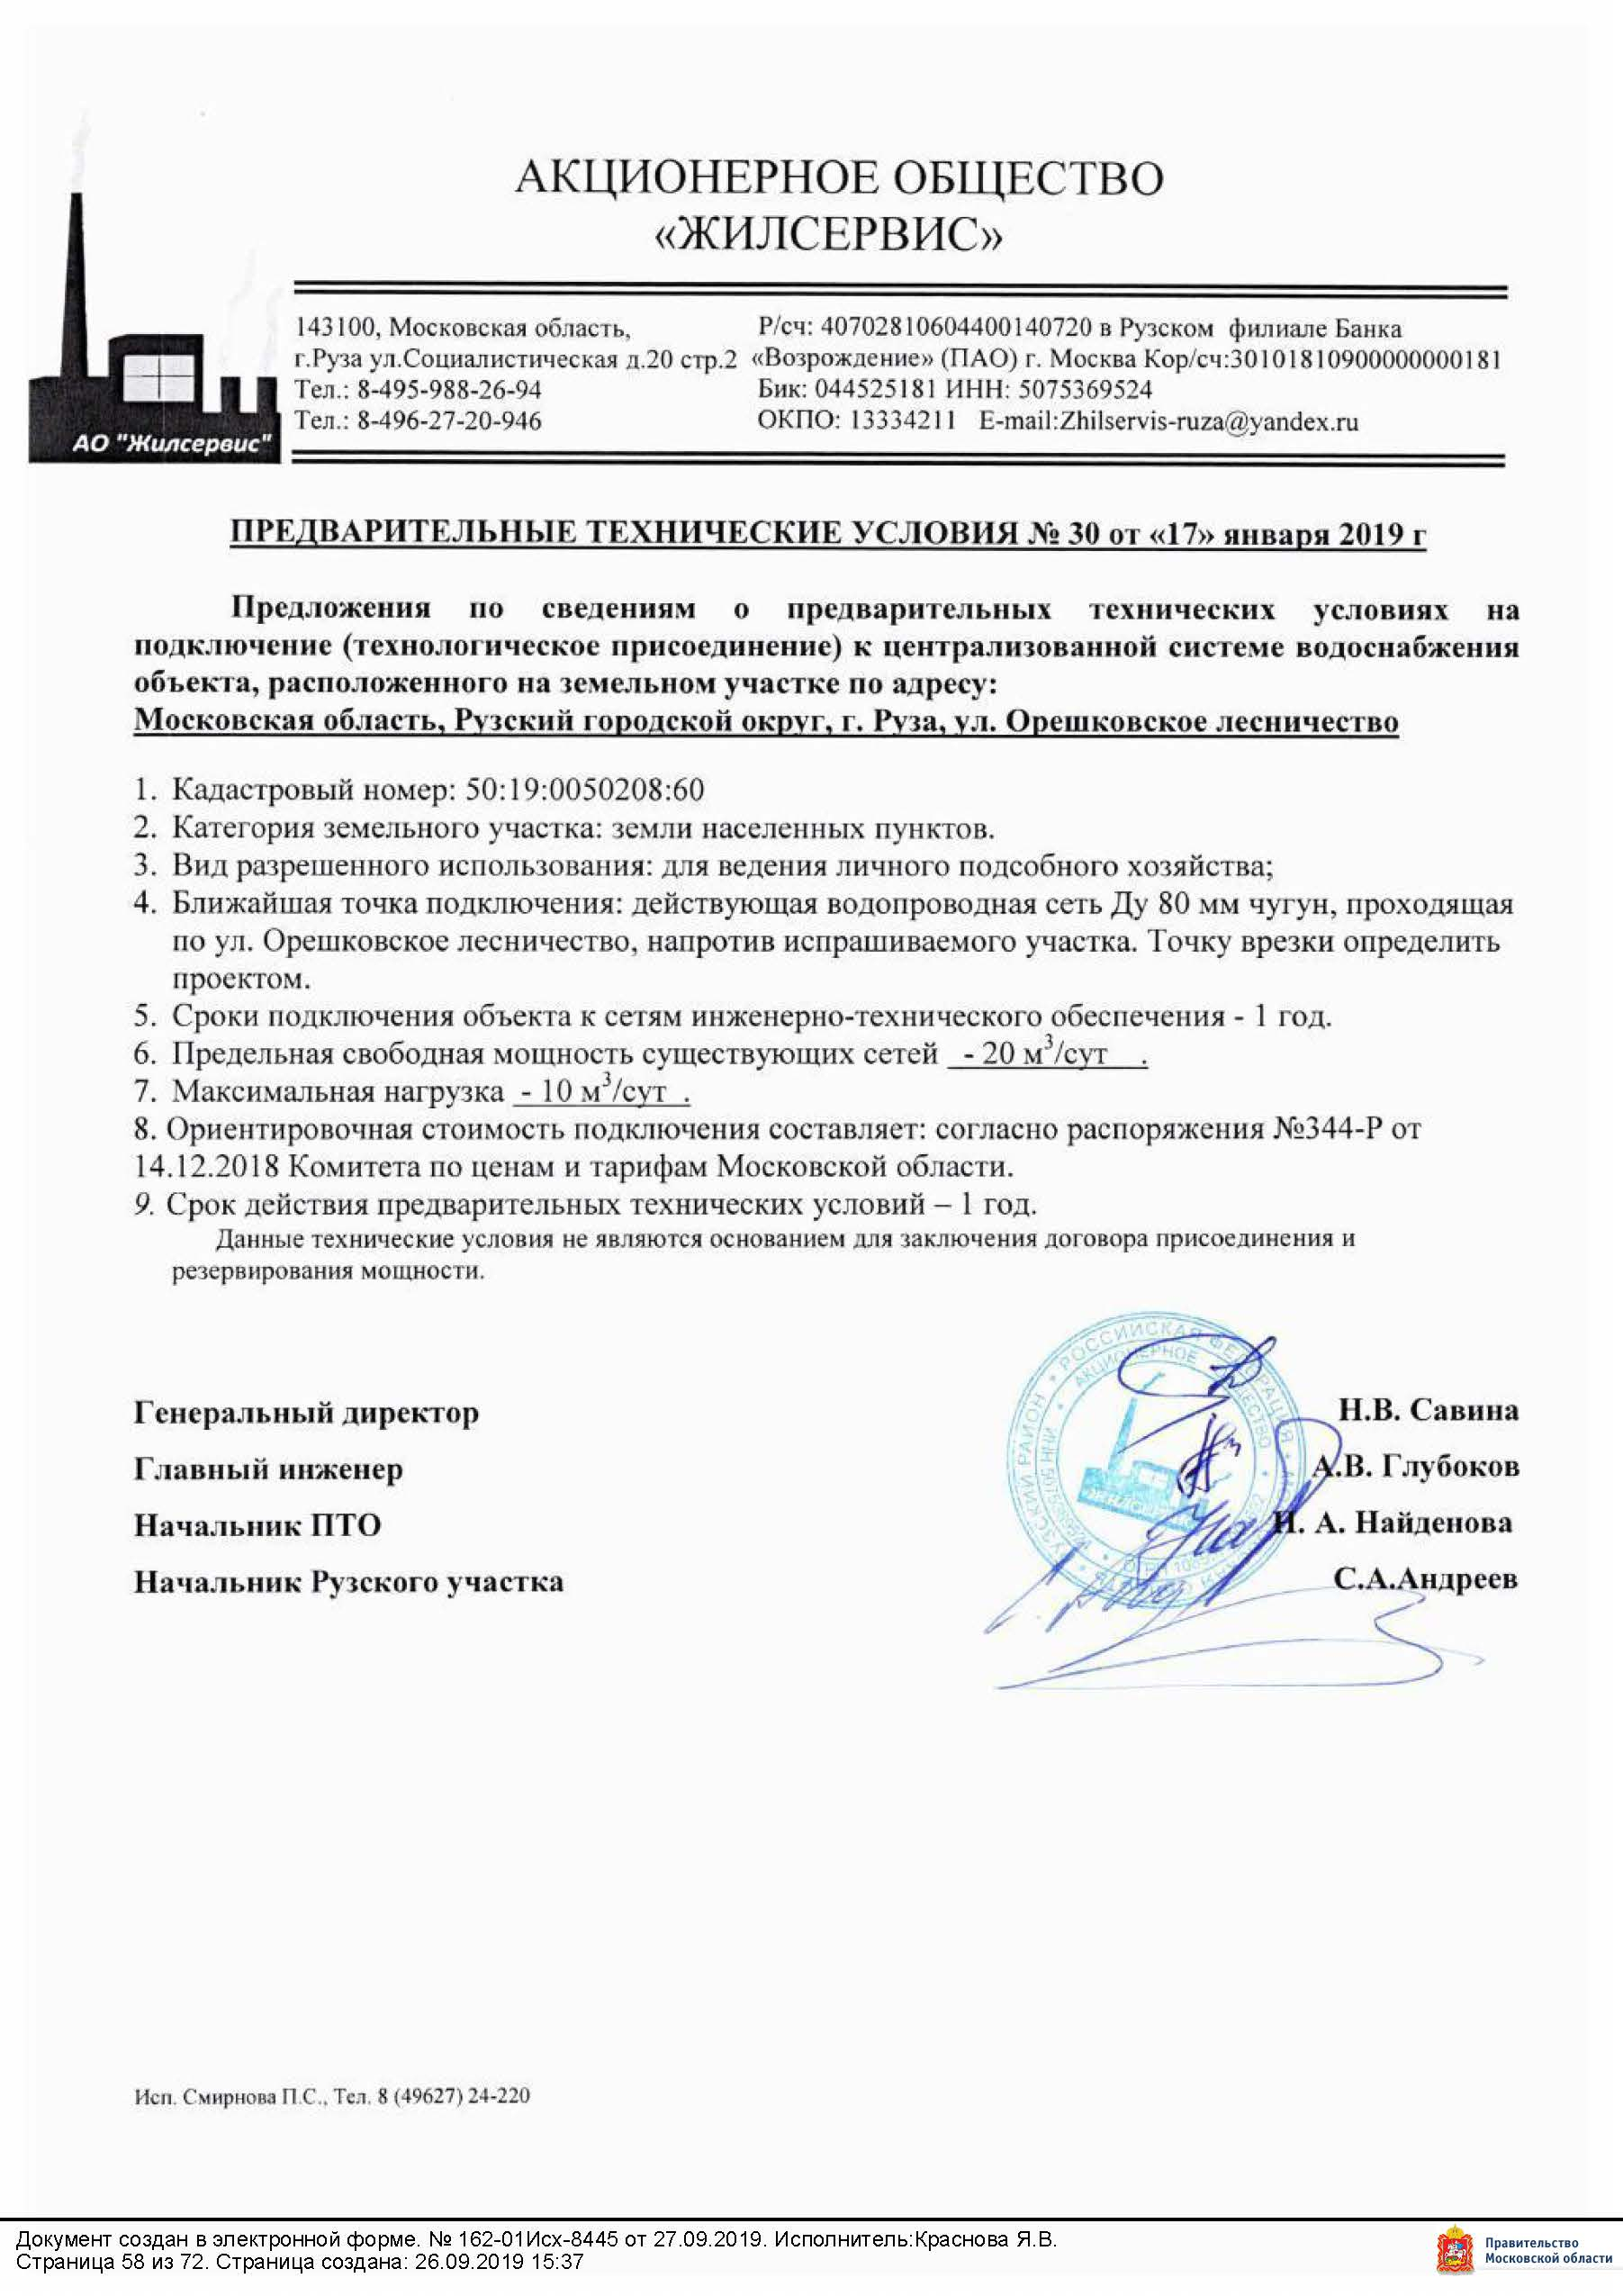 АКЦИОНЕРНОЕ ОБЩЕСТВО
«ЖИЛСЕРВИС»
АО "Жилсервис"
143100, Московская область,
г.Руза ул.Социалистическая д.20 стр.2
Тел.: 8-495-988-26-94
Тел.: 8-496-27-20-946
Р/сч: 40702810604400140720 в Рузском филиале Банка
«Возрождение» (ПАО) г. Москва Кор/сч:30101810900000000181
Бик: 044525181 ИНН: 5075369524
ОКПО: 13334211 E-mail:Zhilservis-ruza@yandex.ru
ПРЕДВАРИТЕЛЬНЫЕ ТЕХНИЧЕСКИЕ УСЛОВИЯ № 30 от «17» января 2019 г
Предложения по сведениям о предварительных технических условиях на
подключение (технологическое присоединение) к централизованной системе водоснабжения
объекта, расположенного на земельном участке по адресу:
Московская область, Рузский городской округ, г. Руза, ул. Орешковское лесничество
1. Кадастровый номер: 50:19:0050208:60
2. Категория земельного участка: земли населенных пунктов.
3. Вид разрешенного использования: для ведения личного подсобного хозяйства;
4. Ближайшая точка подключения: действующая водопроводная сеть Ду 80 мм чугун, проходящая
по ул. Орешковское лесничество, напротив испрашиваемого участка. Точку врезки определить
проектом.
5. Сроки подключения объекта к сетям инженерно-технического обеспечения - 1 год.
6. Предельная свободная мощность существующих сетей - 20 м³/сут .
7. Максимальная нагрузка - 10 м³/сут .
8. Ориентировочная стоимость подключения составляет: согласно распоряжения №344-Р от
14.12.2018 Комитета по ценам и тарифам Московской области.
9. Срок действия предварительных технических условий – 1 год.
Данные технические условия не являются основанием для заключения договора присоединения и
резервирования мощности.
РОССИЙСКАЯ ФЕДЕРАЦИЯ
АКЦИОНЕРНОЕ ОБЩЕСТВО
РУЗСКИЙ РАЙОН
Генеральный директор Н.В. Савина
Главный инженер А.В. Глубоков
Начальник ПТО Н. А. Найденова
Начальник Рузского участка С.А.Андреев
Исп. Смирнова П.С., Тел. 8 (49627) 24-220
Документ создан в электронной форме. № 162-01Исх-8445 от 27.09.2019. Исполнитель:Краснова Я.В.
Страница 58 из 72. Страница создана: 26.09.2019 15:37
Правительство
Московской области